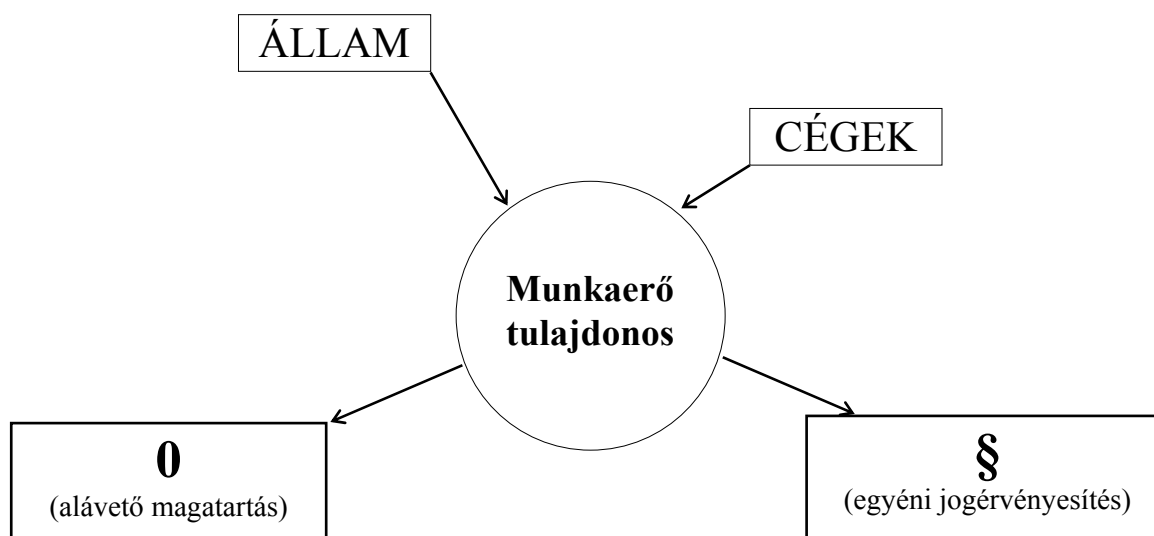 ÁLLAM
CÉGEK
Munkaerő
tulajdonos
0
(alávető magatartás)
§
(egyéni jogérvényesítés)